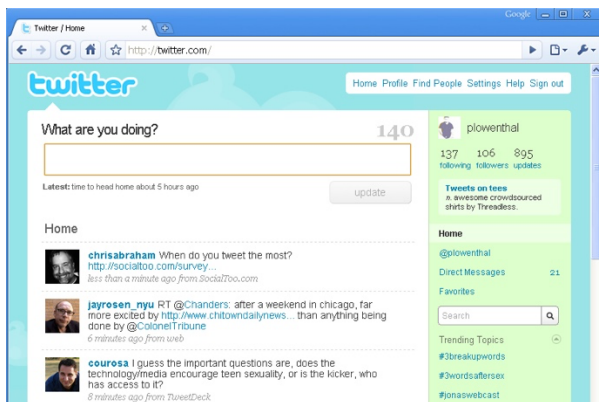 Google
Twitter / Home
http://twitter.com/
twitter
Home Profile Find People Settings Help Sign out
What are you doing?
140
Latest: time to head home about 5 hours ago
update
Home
chrisabraham When do you tweet the most?
http://socialtoo.com/survey...
less than a minute ago from SocialToo.com
jayrosen_nyu RT @Chanders: after a weekend in chicago, far
more excited by http://www.chitowndailynews... than anything being
done by @ColonelTribune
6 minutes ago from web
courosa I guess the important questions are, does the
technology/media encourage teen sexuality, or is the kicker, who
has access to it?
8 minutes ago from TweetDeck
plowenthal
137 106 895
following followers updates
Tweets on tees
n. awesome crowdsourced
shirts by Threadless.
Home
@plowenthal
Direct Messages 21
Favorites
Search
Trending Topics
#3breakupwords
#3wordsaftersex
#jonaswebcast